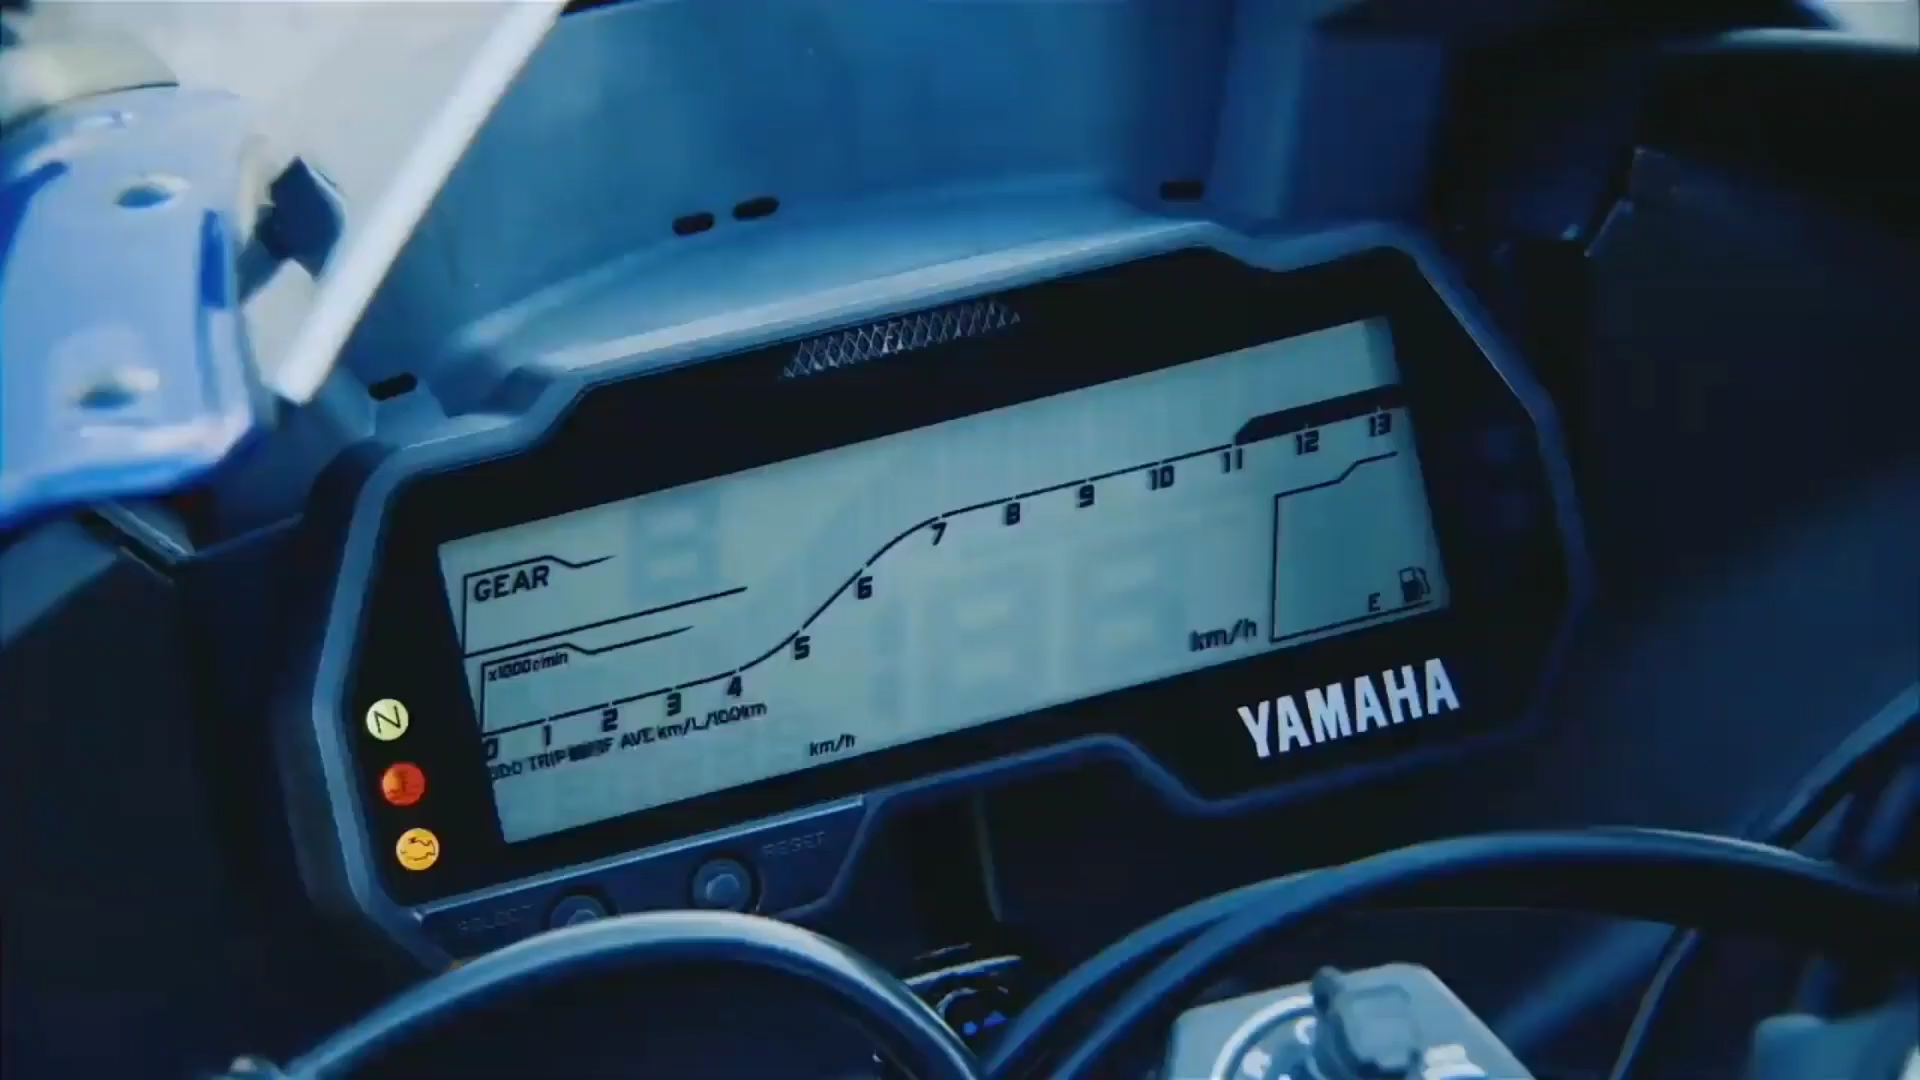 GEAR
x1000r/min
0 1 2 3 4 5 6 7 8 9 10 11 12 13
TRIP AVE km/L/100km
km/h
km/h
E
YAMAHA
N
SELECT
RESET